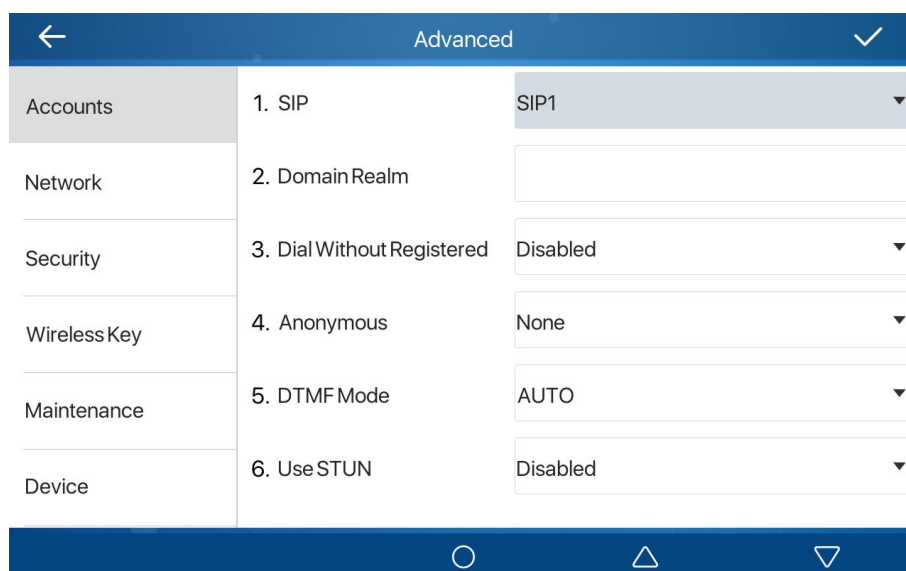 Advanced
Accounts
Network
Security
Wireless Key
Maintenance
Device
1. SIP SIP1
2. Domain Realm
3. Dial Without Registered Disabled
4. Anonymous None
5. DTMF Mode AUTO
6. Use STUN Disabled